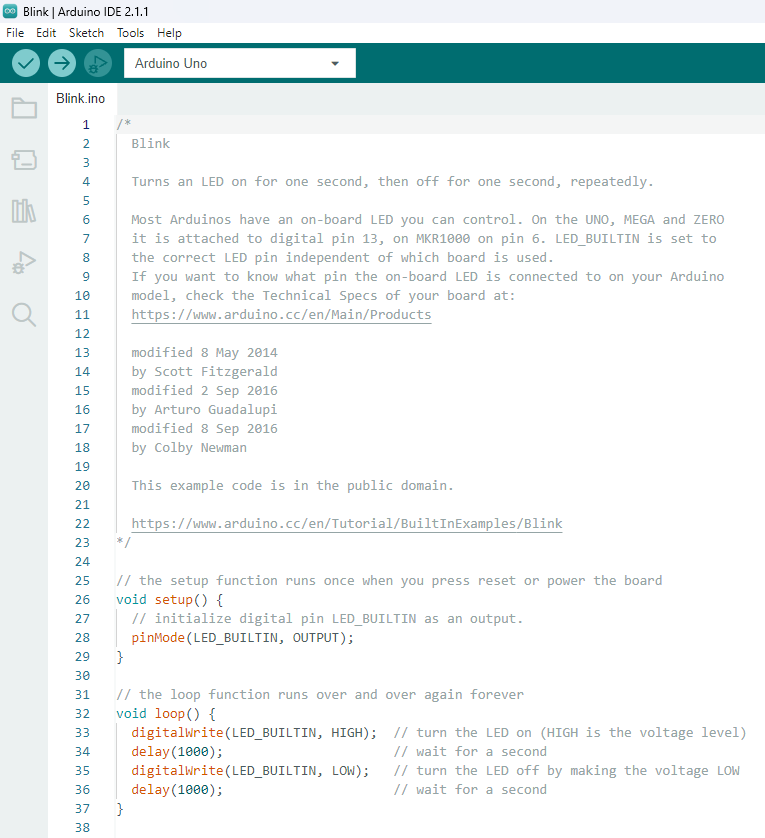 Blink | Arduino IDE 2.1.1
File Edit Sketch Tools Help
Arduino Uno
Blink.ino
1 /*
2   Blink
3
4   Turns an LED on for one second, then off for one second, repeatedly.
5
6   Most Arduinos have an on-board LED you can control. On the UNO, MEGA and ZERO
7   it is attached to digital pin 13, on MKR1000 on pin 6. LED_BUILTIN is set to
8   the correct LED pin independent of which board is used.
9   If you want to know what pin the on-board LED is connected to on your Arduino
10   model, check the Technical Specs of your board at:
11   https://www.arduino.cc/en/Main/Products
12
13   modified 8 May 2014
14   by Scott Fitzgerald
15   modified 2 Sep 2016
16   by Arturo Guadalupi
17   modified 8 Sep 2016
18   by Colby Newman
19
20   This example code is in the public domain.
21
22   https://www.arduino.cc/en/Tutorial/BuiltInExamples/Blink
23 */
24
25 // the setup function runs once when you press reset or power the board
26 void setup() {
27   // initialize digital pin LED_BUILTIN as an output.
28   pinMode(LED_BUILTIN, OUTPUT);
29 }
30
31 // the loop function runs over and over again forever
32 void loop() {
33   digitalWrite(LED_BUILTIN, HIGH);  // turn the LED on (HIGH is the voltage level)
34   delay(1000);                      // wait for a second
35   digitalWrite(LED_BUILTIN, LOW);   // turn the LED off by making the voltage LOW
36   delay(1000);                      // wait for a second
37 }
38